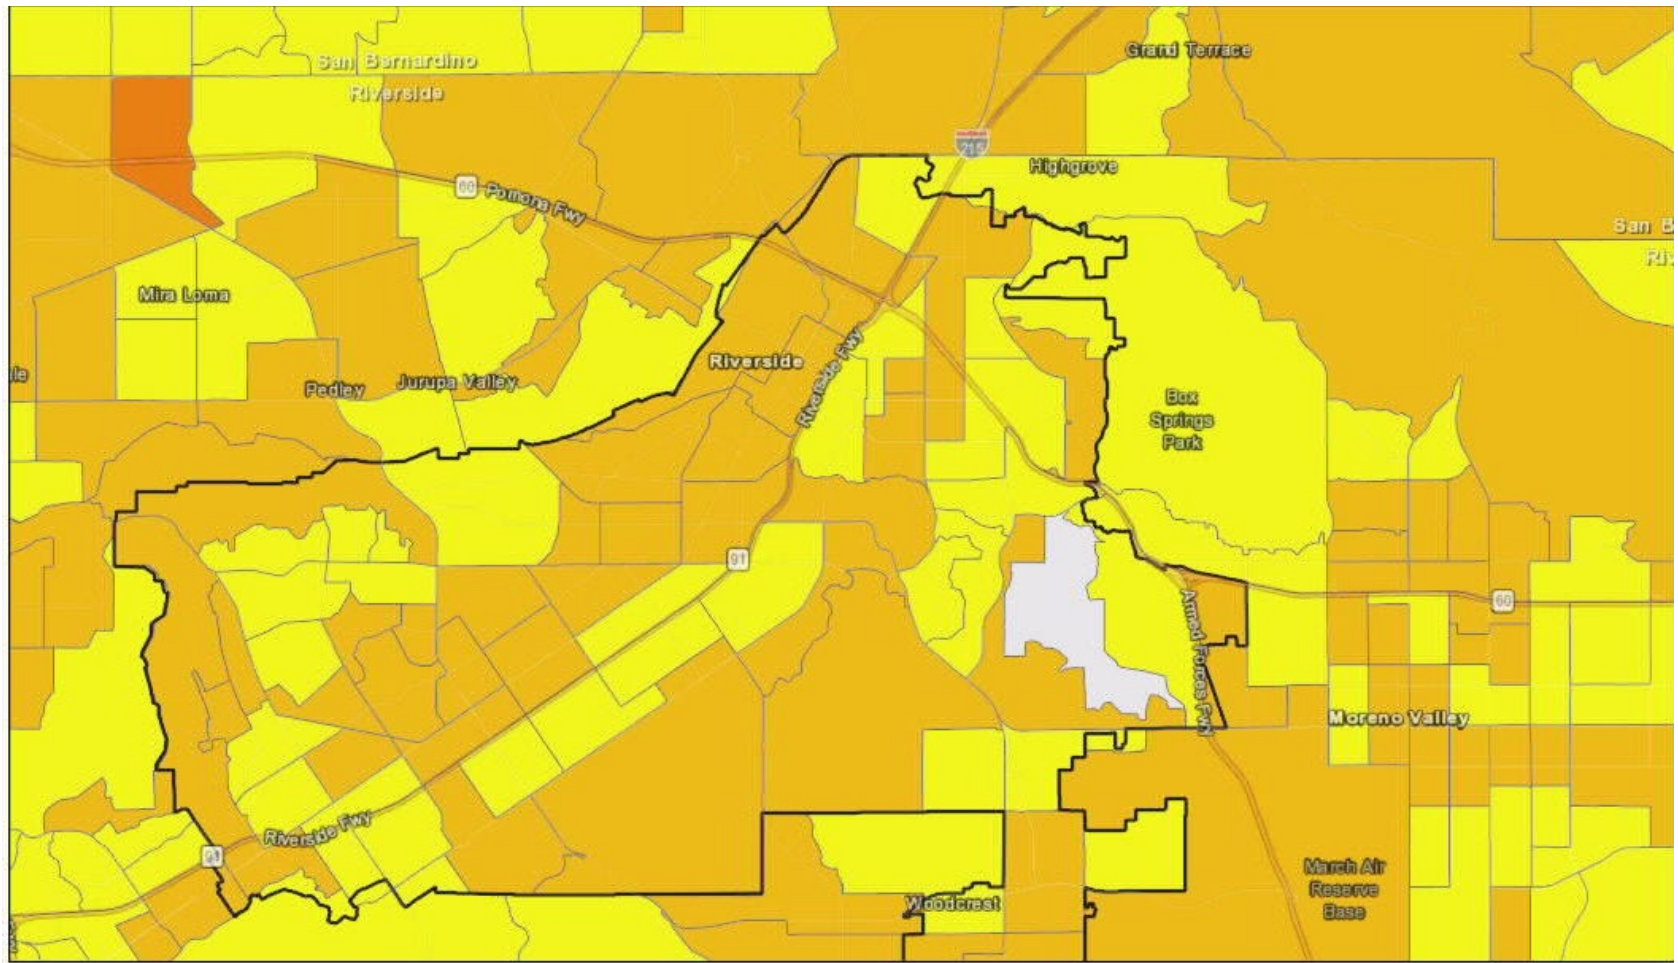 San Bernardino
Riverside
Grand Terrace
215
Highgrove
60
Pomona Fwy
San B
Riv
Mira Loma
Riverside
Riverside Fwy
Pedley
Jurupa Valley
Box
Springs
Park
91
60
Armed Forces Fwy
Moreno Valley
Riverside Fwy
91
March Air
Reserve
Base
Woodcrest